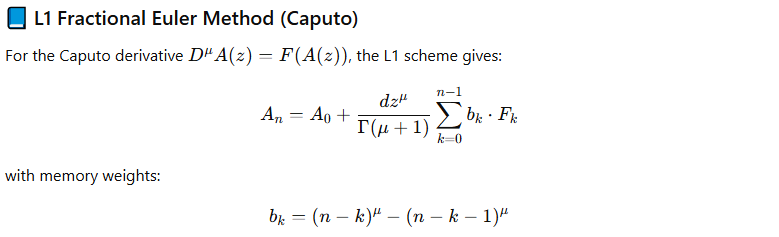 📘 L1 Fractional Euler Method (Caputo)
For the Caputo derivative $D^{\mu}A(z) = F(A(z))$, the L1 scheme gives:
$$A_n = A_0 + \frac{dz^{\mu}}{\Gamma(\mu + 1)} \sum_{k=0}^{n-1} b_k \cdot F_k$$
with memory weights:
$$b_k = (n - k)^{\mu} - (n - k - 1)^{\mu}$$